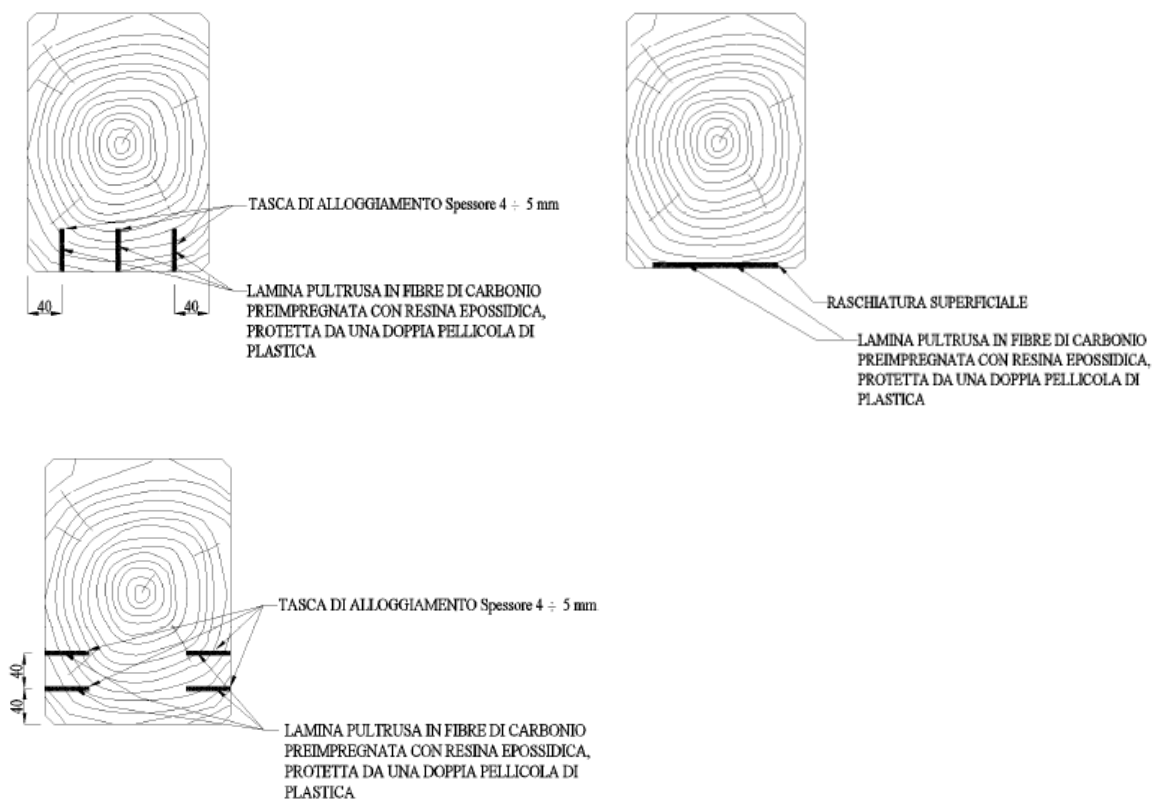 TASCA DI ALLOGGIAMENTO Spessore 4 ÷ 5 mm
LAMINA PULTRUSA IN FIBRE DI CARBONIO
PREIMPREGNATA CON RESINA EPOSSIDICA,
PROTETTA DA UNA DOPPIA PELLICOLA DI
PLASTICA
40
40
RASCHIATURA SUPERFICIALE
LAMINA PULTRUSA IN FIBRE DI CARBONIO
PREIMPREGNATA CON RESINA EPOSSIDICA,
PROTETTA DA UNA DOPPIA PELLICOLA DI
PLASTICA
TASCA DI ALLOGGIAMENTO Spessore 4 ÷ 5 mm
40
40
LAMINA PULTRUSA IN FIBRE DI CARBONIO
PREIMPREGNATA CON RESINA EPOSSIDICA,
PROTETTA DA UNA DOPPIA PELLICOLA DI
PLASTICA